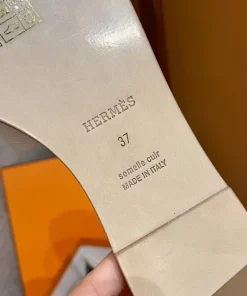 HERMÈS
37
semelle cuir
MADE IN ITALY